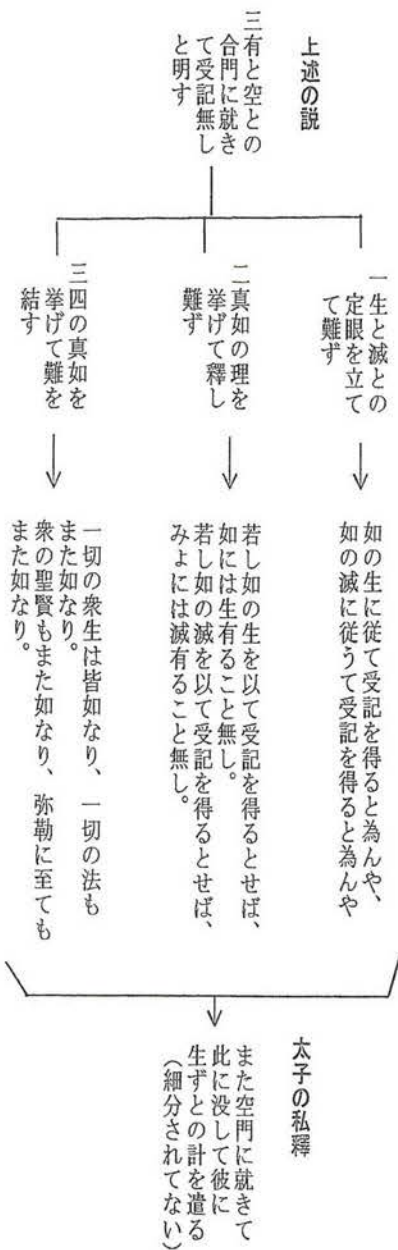 上述の説
三有と空との
合門に就き
て受記無し
と明す
一生と滅との
定眼を立て
て難ず
如の生に従て受記を得ると為んや、
如の滅に従うて受記を得ると為んや
二真如の理を
挙げて釋し
難ず
若し如の生を以て受記を得るとせば、
如には生有ること無し。
若し如の滅を以て受記を得るとせば、
みょには滅有ること無し。
三四の真如を
挙げて難を
結す
一切の衆生は皆如なり、一切の法も
また如なり。
衆の聖賢もまた如なり、弥勒に至ても
また如なり。
太子の私釋
また空門に就きて
此に没して彼に
生ずとの計を遣る
(細分されてない)